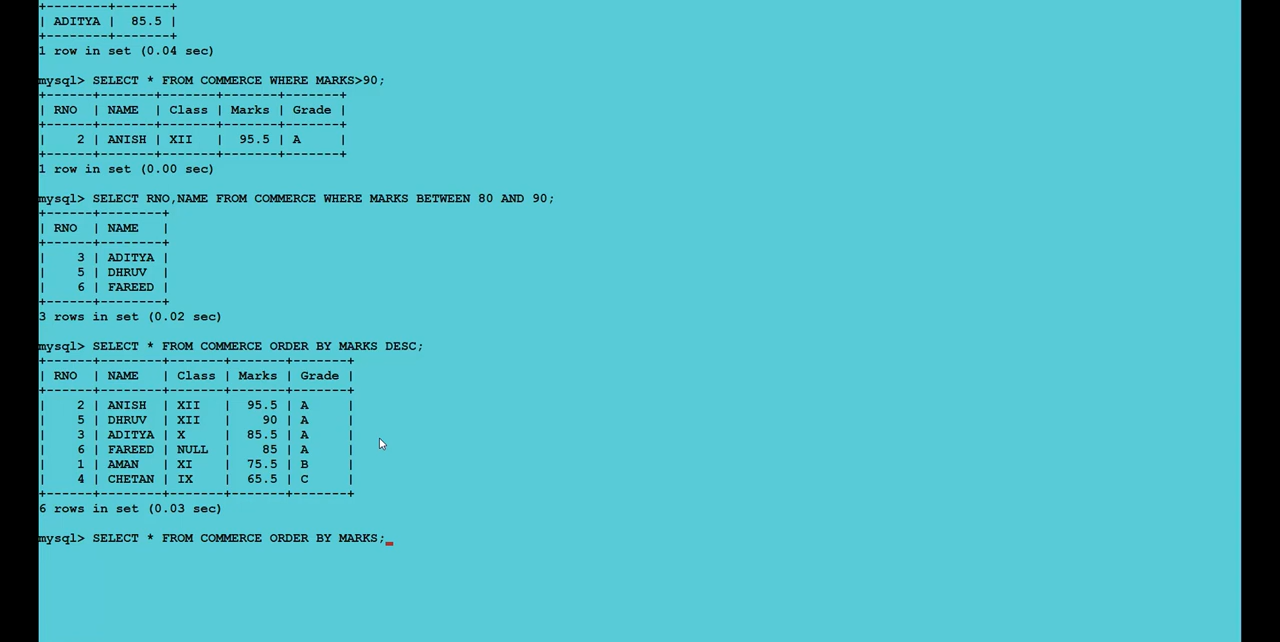 +--------+-------+
| ADITYA |  85.5 |
+--------+-------+
1 row in set (0.04 sec)
mysql> SELECT * FROM COMMERCE WHERE MARKS>90;
+------+-------+-------+-------+-------+
| RNO  | NAME  | Class | Marks | Grade |
+------+-------+-------+-------+-------+
|    2 | ANISH | XII   |  95.5 | A     |
+------+-------+-------+-------+-------+
1 row in set (0.00 sec)
mysql> SELECT RNO,NAME FROM COMMERCE WHERE MARKS BETWEEN 80 AND 90;
+------+--------+
| RNO  | NAME   |
+------+--------+
|    3 | ADITYA |
|    5 | DHRUV  |
|    6 | FAREED |
+------+--------+
3 rows in set (0.02 sec)
mysql> SELECT * FROM COMMERCE ORDER BY MARKS DESC;
+------+--------+-------+-------+-------+
| RNO  | NAME   | Class | Marks | Grade |
+------+--------+-------+-------+-------+
|    2 | ANISH  | XII   |  95.5 | A     |
|    5 | DHRUV  | XII   |    90 | A     |
|    3 | ADITYA | X     |  85.5 | A     |
|    6 | FAREED | NULL  |    85 | A     |
|    1 | AMAN   | XI    |  75.5 | B     |
|    4 | CHETAN | IX    |  65.5 | C     |
+------+--------+-------+-------+-------+
6 rows in set (0.03 sec)
mysql> SELECT * FROM COMMERCE ORDER BY MARKS;